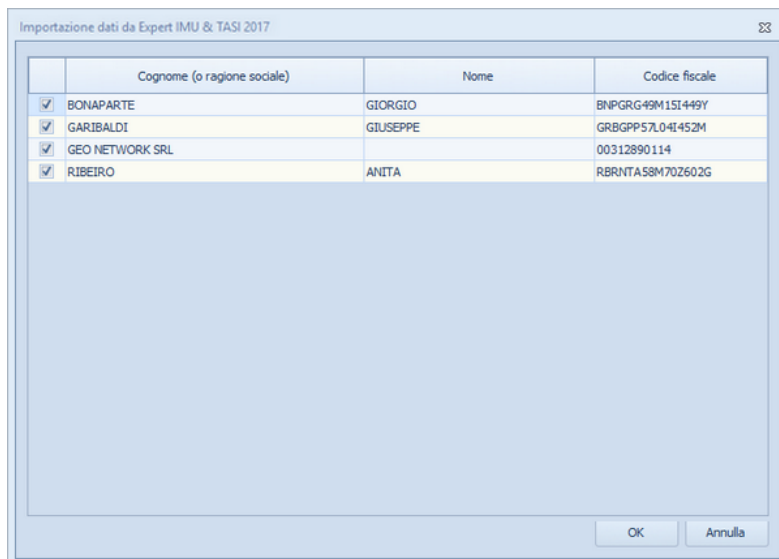 Importazione dati da Expert IMU & TASI 2017
Cognome (o ragione sociale) Nome Codice fiscale
BONAPARTE GIORGIO BNPGRG49M15I449Y
GARIBALDI GIUSEPPE GRBGPP57L04I452M
GEO NETWORK SRL 00312890114
RIBEIRO ANITA RBRNTA58M70Z602G
OK Annulla